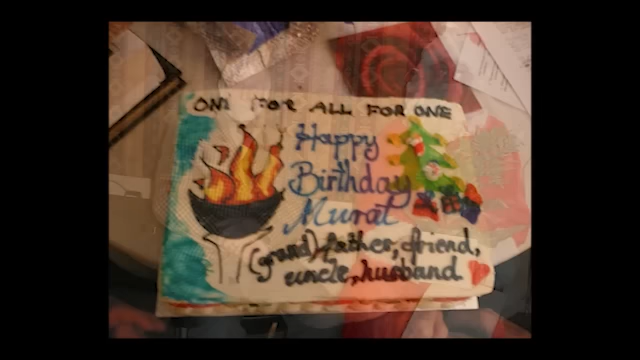 ONE FOR ALL FOR ONE
Happy
Birthday
Murat
(grand)father, friend,
uncle, husband